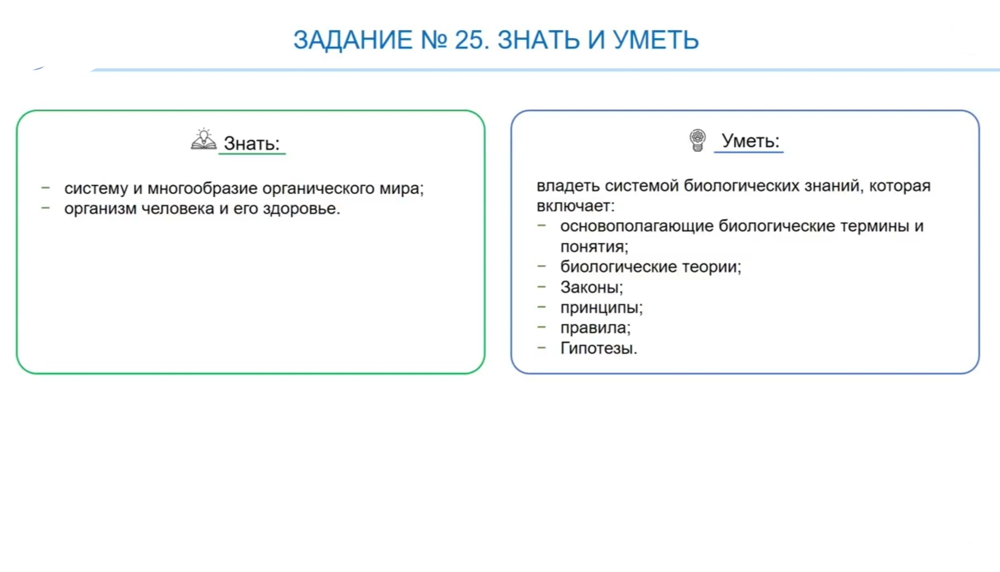 ЗАДАНИЕ № 25. ЗНАТЬ И УМЕТЬ
Знать:
− систему и многообразие органического мира;
− организм человека и его здоровье.
Уметь:
владеть системой биологических знаний, которая
включает:
− основополагающие биологические термины и
понятия;
− биологические теории;
− Законы;
− принципы;
− правила;
− Гипотезы.